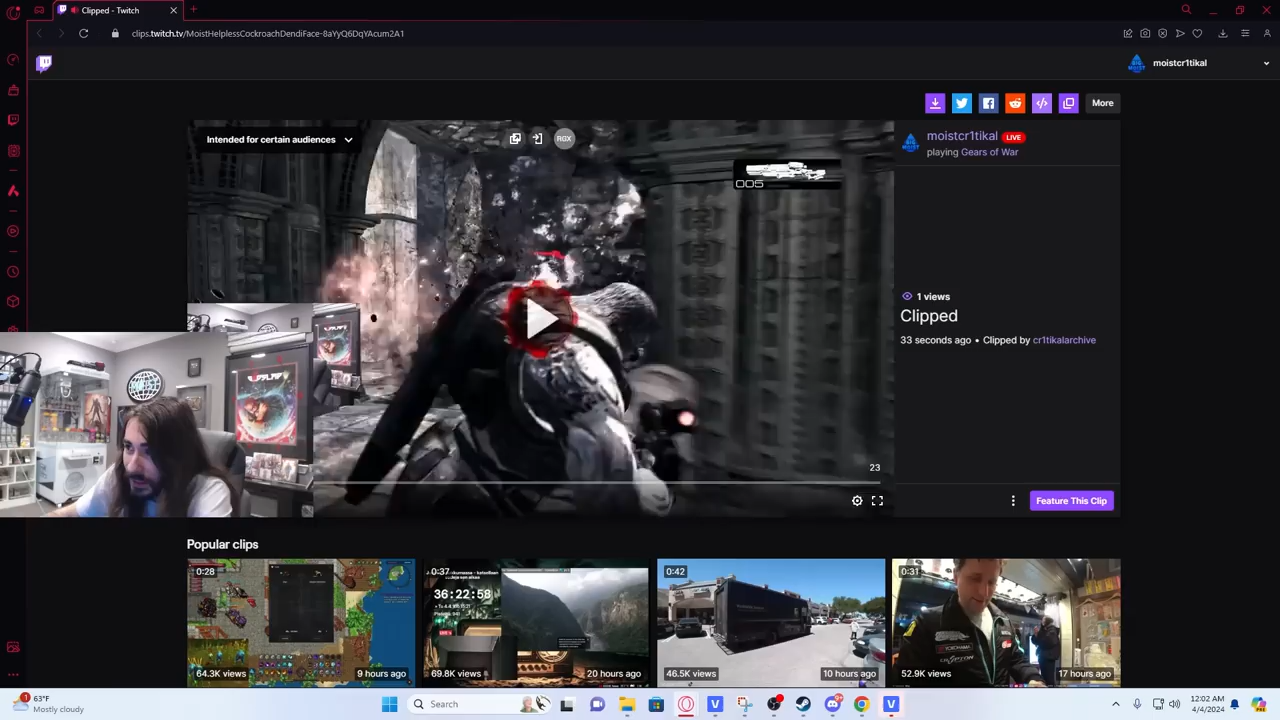 Clipped - Twitch
clips.twitch.tv/MoistHelplessCockroachDendiFace-8aYyQ6DqYAcum2A1
moistcr1tikal
More
Intended for certain audiences
RGX
005
moistcr1tikal LIVE
playing Gears of War
1 views
Clipped
33 seconds ago • Clipped by cr1tikalarchive
23
Feature This Clip
Popular clips
0:28
0:37
0:42
0:31
36:22:58
64.3K views
9 hours ago
69.8K views
20 hours ago
46.5K views
10 hours ago
52.9K views
17 hours ago
63°F
Mostly cloudy
Search
12:02 AM
4/4/2024